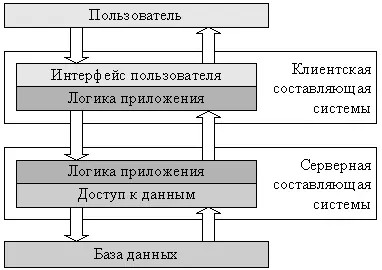 Пользователь
Интерфейс пользователя
Логика приложения
Клиентская
составляющая
системы
Логика приложения
Доступ к данным
Серверная
составляющая
системы
База данных